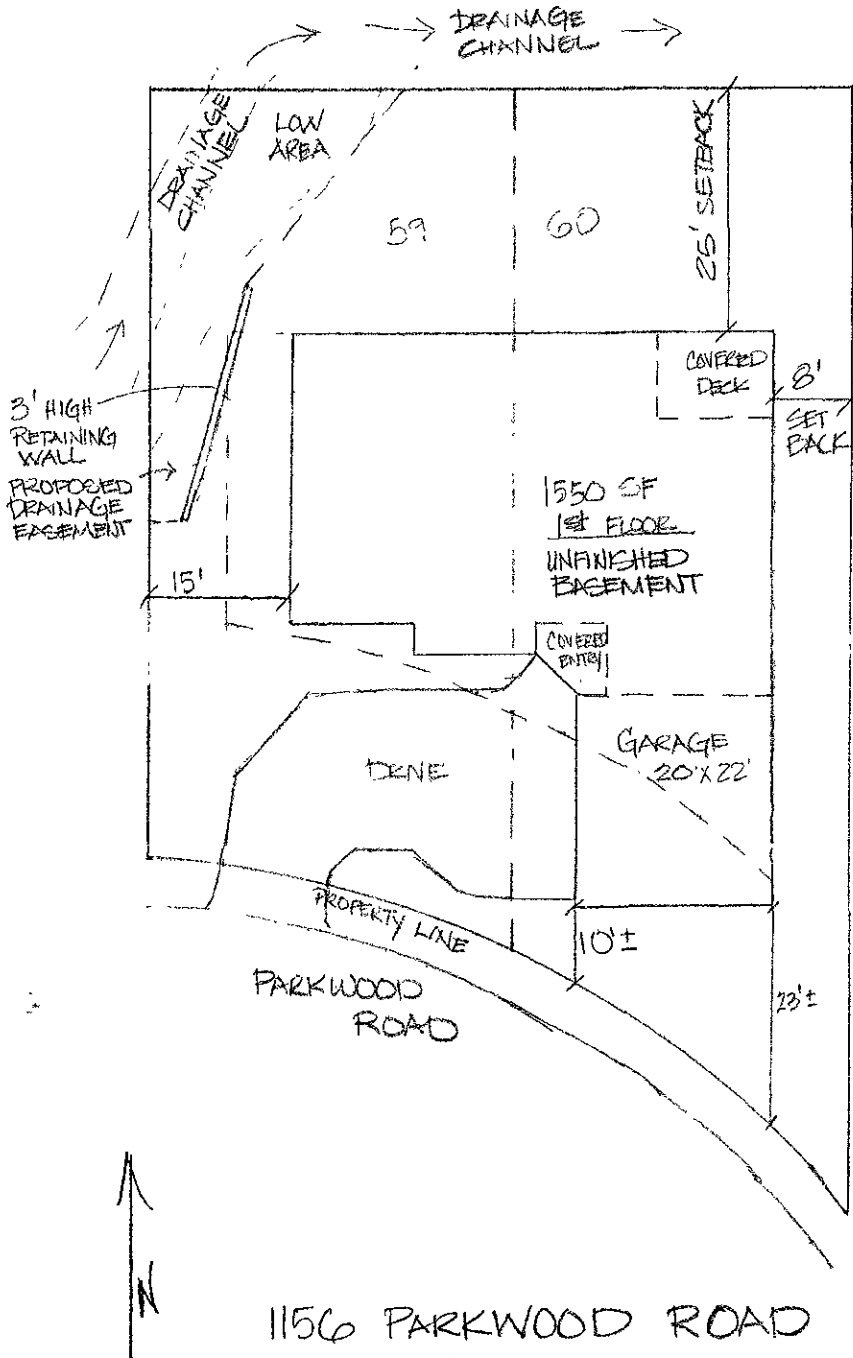 DRAINAGE
CHANNEL
DRAINAGE
CHANNEL
LOW
AREA
59
60
25' SETBACK
COVERED
DECK
8'
SET
BACK
3' HIGH
RETAINING
WALL
PROPOSED
DRAINAGE
EASEMENT
1550 SF
1st FLOOR
UNFINISHED
BASEMENT
15'
COVERED
ENTRY
GARAGE
20'X22'
DRIVE
PROPERTY LINE
10'±
23'±
PARKWOOD
ROAD
N
1156 PARKWOOD ROAD